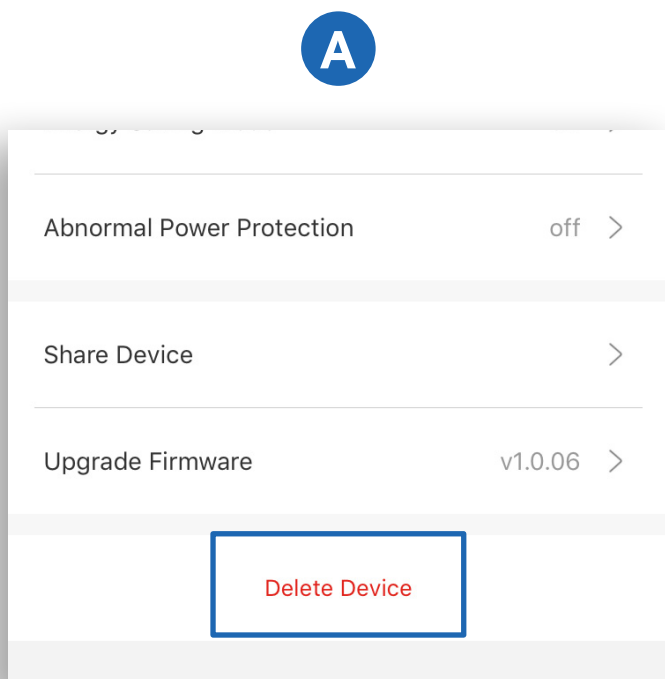 A
Abnormal Power Protection off
Share Device
Upgrade Firmware v1.0.06
Delete Device